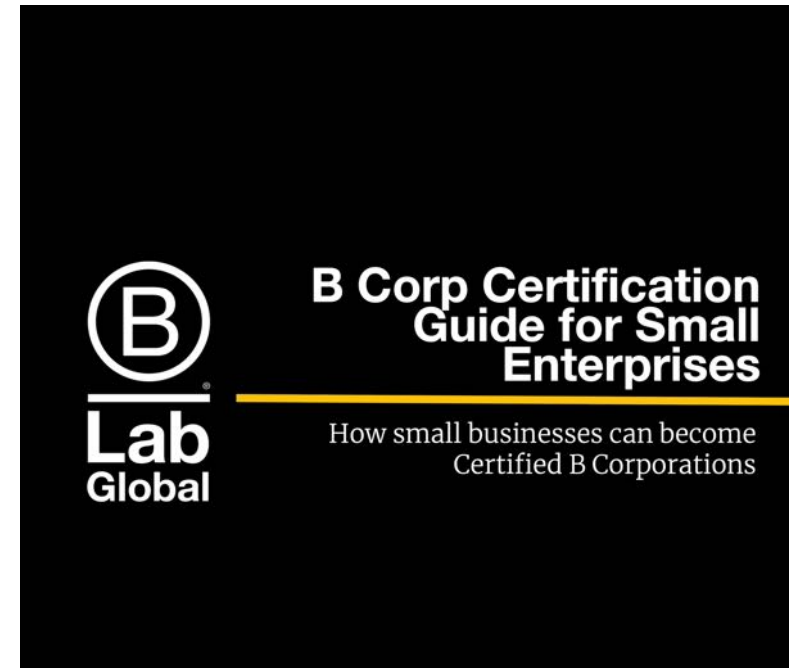 B
Lab
Global
®
B Corp Certification
Guide for Small
Enterprises
How small businesses can become
Certified B Corporations